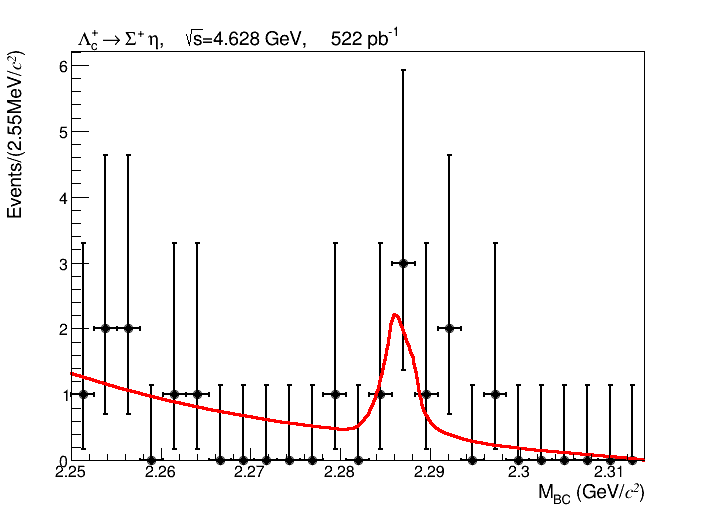 Λc+ → Σ+ η, √s=4.628 GeV, 522 pb-1
Events/(2.55MeV/c²)
6
5
4
3
2
1
0
2.25 2.26 2.27 2.28 2.29 2.3 2.31
MBC (GeV/c²)